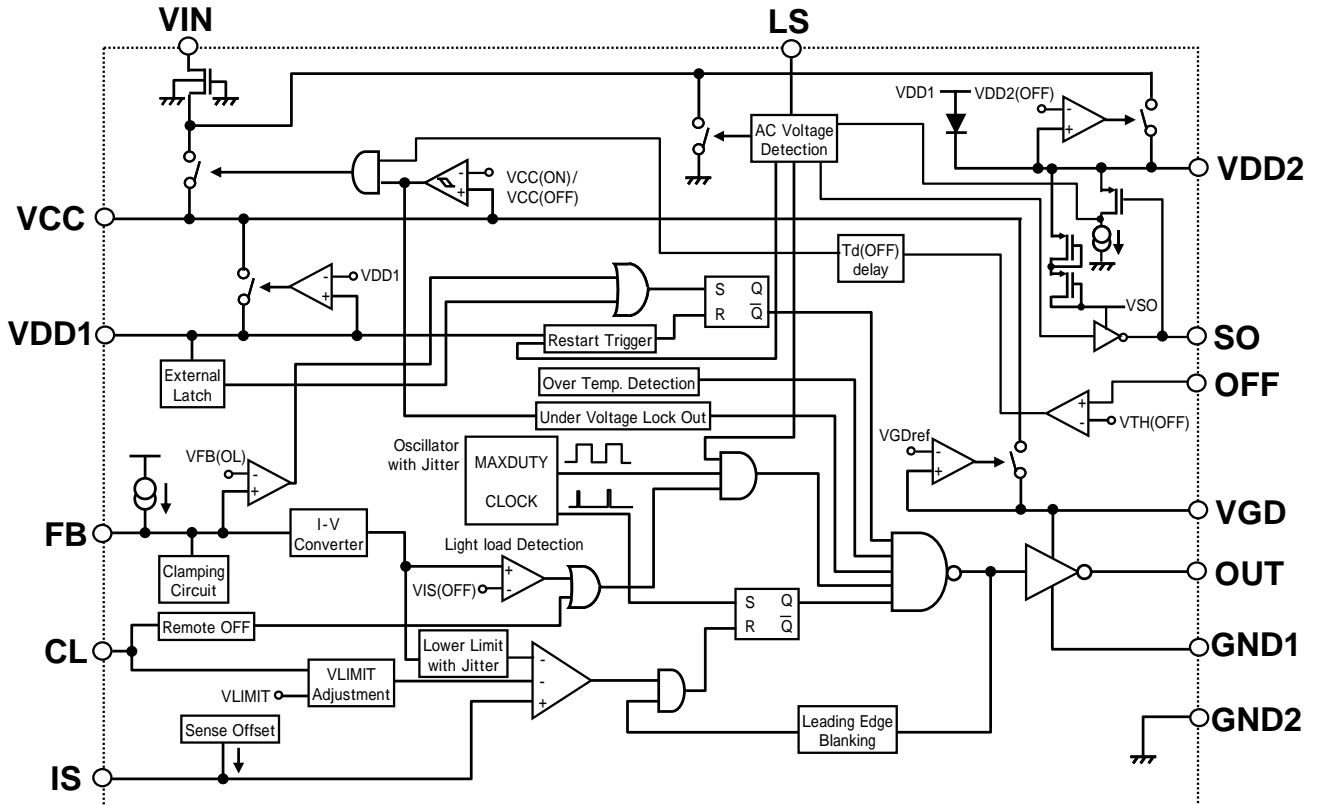 VIN
LS
VDD1
VDD2(OFF)
-
+
AC Voltage
Detection
VDD2
VCC(ON)/
VCC(OFF)
-
+
VCC
Td(OFF)
delay
VDD1
-
+
S Q
R Q
VSO
VDD1
Restart Trigger
SO
External
Latch
Over Temp. Detection
OFF
Under Voltage Lock Out
+
-
VTH(OFF)
Oscillator
with Jitter
MAXDUTY
CLOCK
VGDref
-
+
VFB(OL)
-
+
FB
I-V
Converter
VGD
Light load Detection
Clamping
Circuit
VIS(OFF)
+
-
OUT
S Q
R Q
Remote OFF
CL
Lower Limit
with Jitter
GND1
VLIMIT
VLIMIT
Adjustment
-
-
+
Sense Offset
Leading Edge
Blanking
GND2
IS